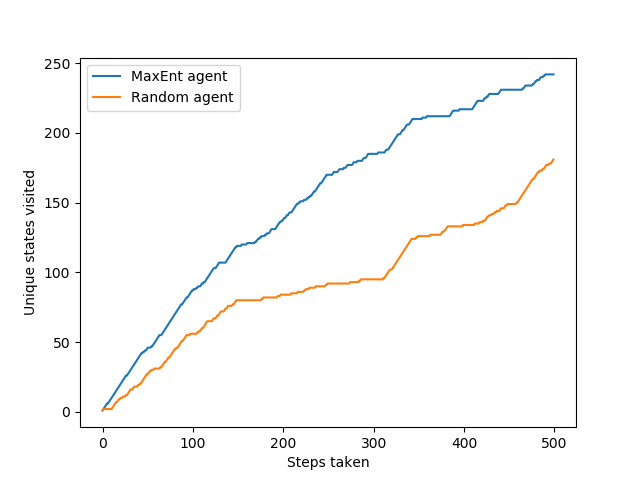 MaxEnt agent
Random agent
250
200
150
100
50
0
Unique states visited
0 100 200 300 400 500
Steps taken